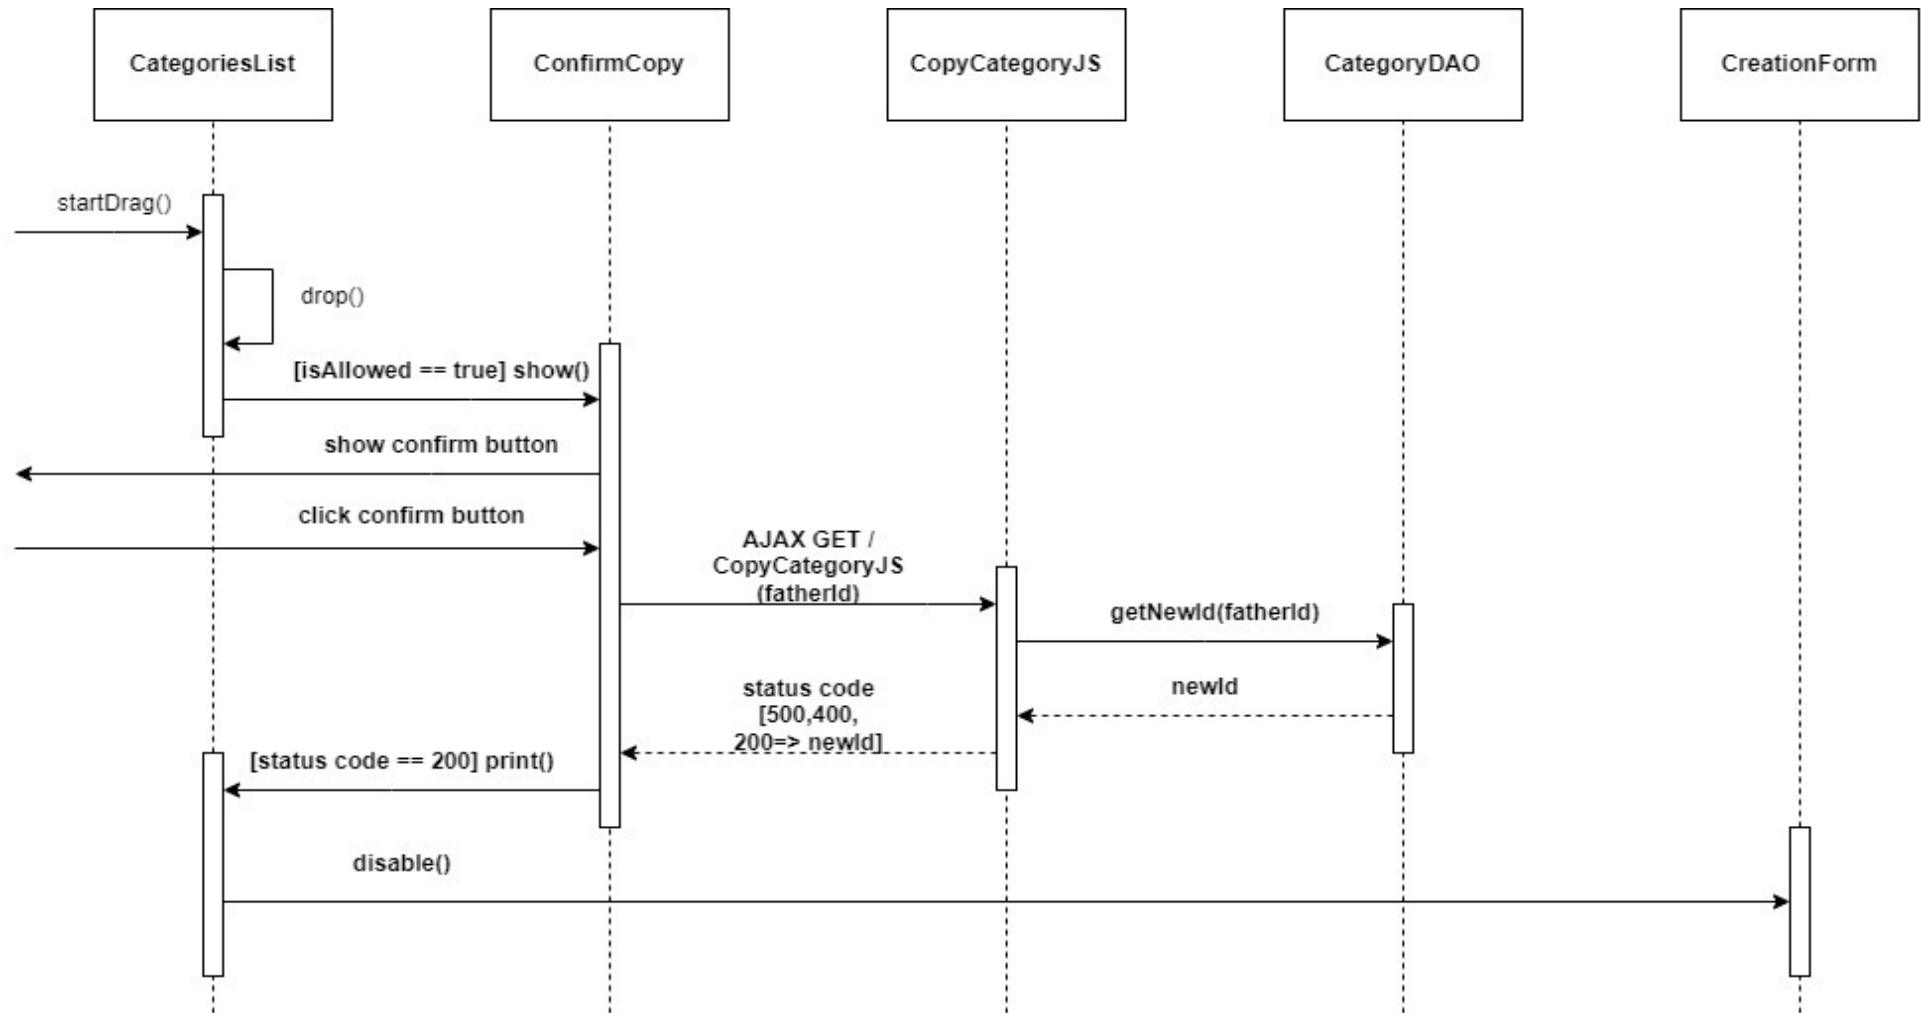 CategoriesList
ConfirmCopy
CopyCategoryJS
CategoryDAO
CreationForm
startDrag()
drop()
[isAllowed == true] show()
show confirm button
click confirm button
AJAX GET /
CopyCategoryJS
(fatherId)
getNewId(fatherId)
newId
status code
[500,400,
200=> newId]
[status code == 200] print()
disable()